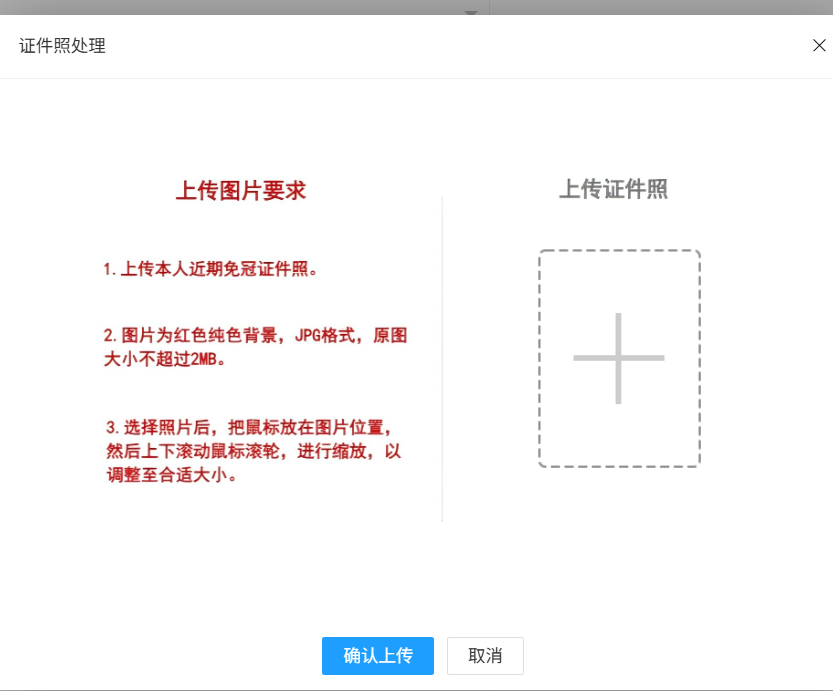 证件照处理
上传图片要求
1.上传本人近期免冠证件照。
2.图片为红色纯色背景，JPG格式，原图
大小不超过2MB。
3.选择照片后，把鼠标放在图片位置，
然后上下滚动鼠标滚轮，进行缩放，以
调整至合适大小。
上传证件照
确认上传
取消